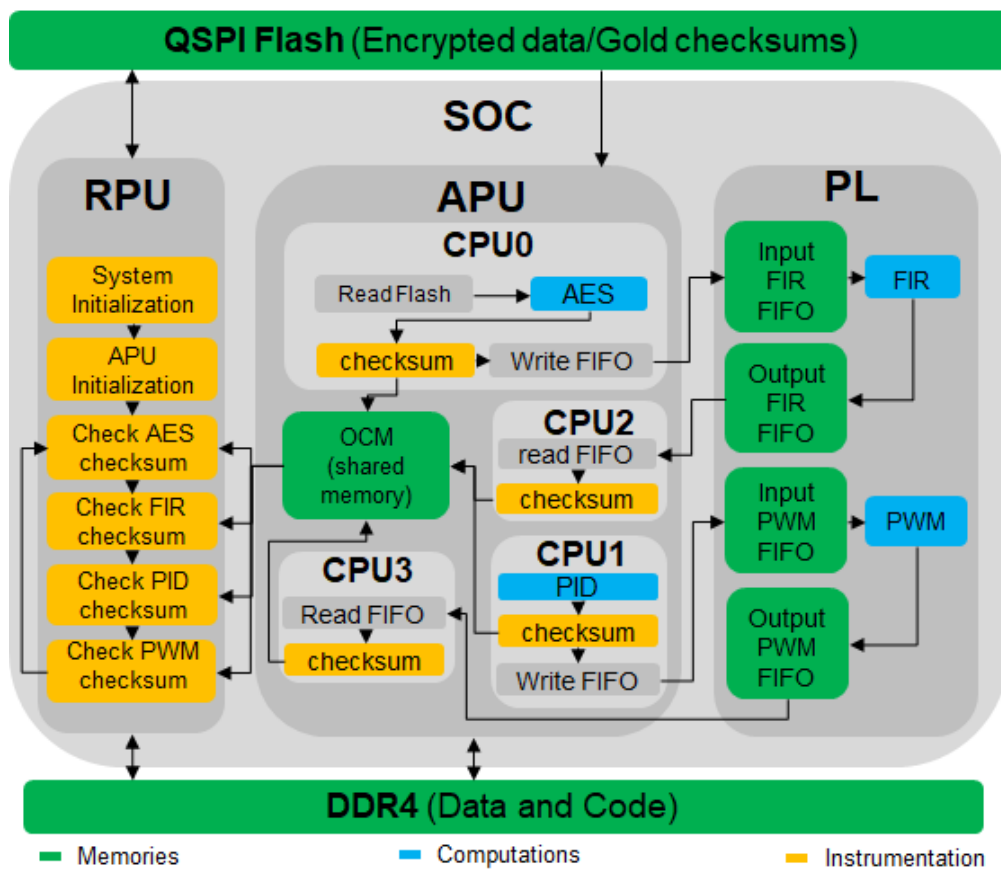 QSPI Flash (Encrypted data/Gold checksums)
SOC
RPU
System
Initialization
APU
Initialization
Check AES
checksum
Check FIR
checksum
Check PID
checksum
Check PWM
checksum
APU
CPU0
Read Flash
AES
checksum
Write FIFO
OCM
(shared
memory)
CPU2
read FIFO
checksum
CPU3
Read FIFO
checksum
CPU1
PID
checksum
Write FIFO
PL
Input
FIR
FIFO
FIR
Output
FIR
FIFO
Input
PWM
FIFO
PWM
Output
PWM
FIFO
DDR4 (Data and Code)
Memories
Computations
Instrumentation